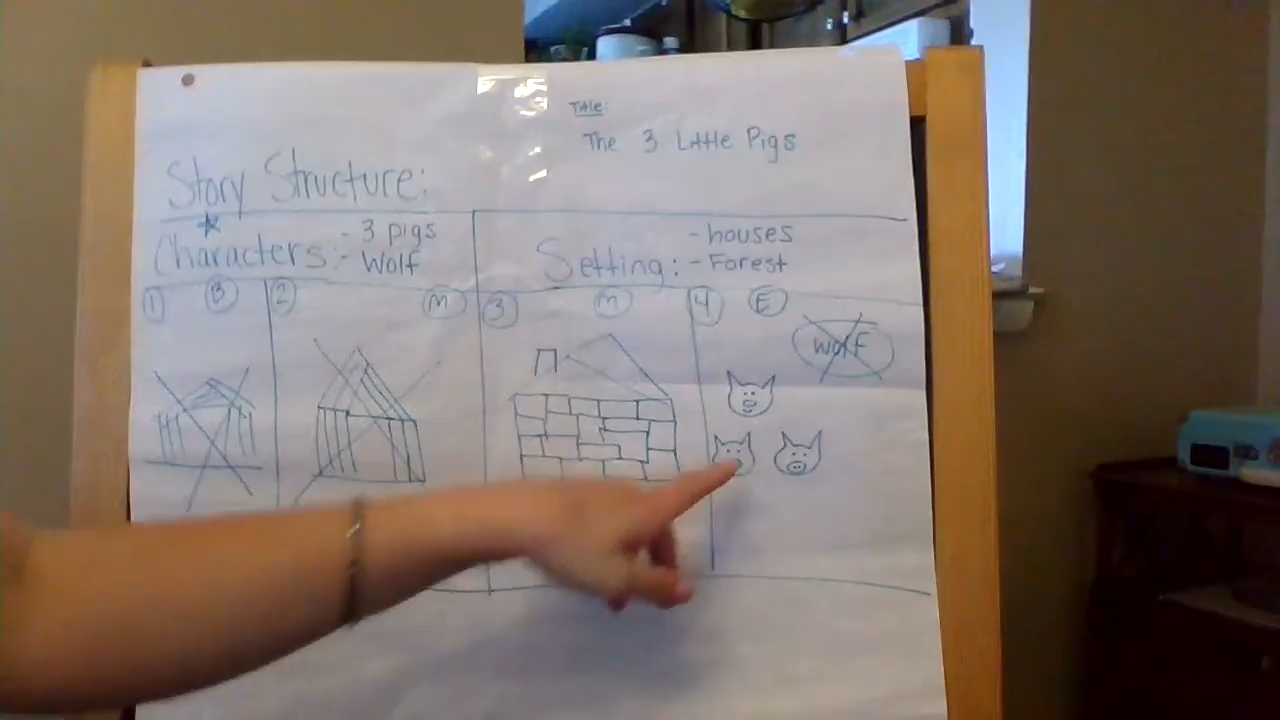 Title:
The 3 Little Pigs
Story Structure:
Characters: - 3 pigs
- Wolf
Setting: - houses
- Forest
1 B 2 M 3 M 4 E
wolf